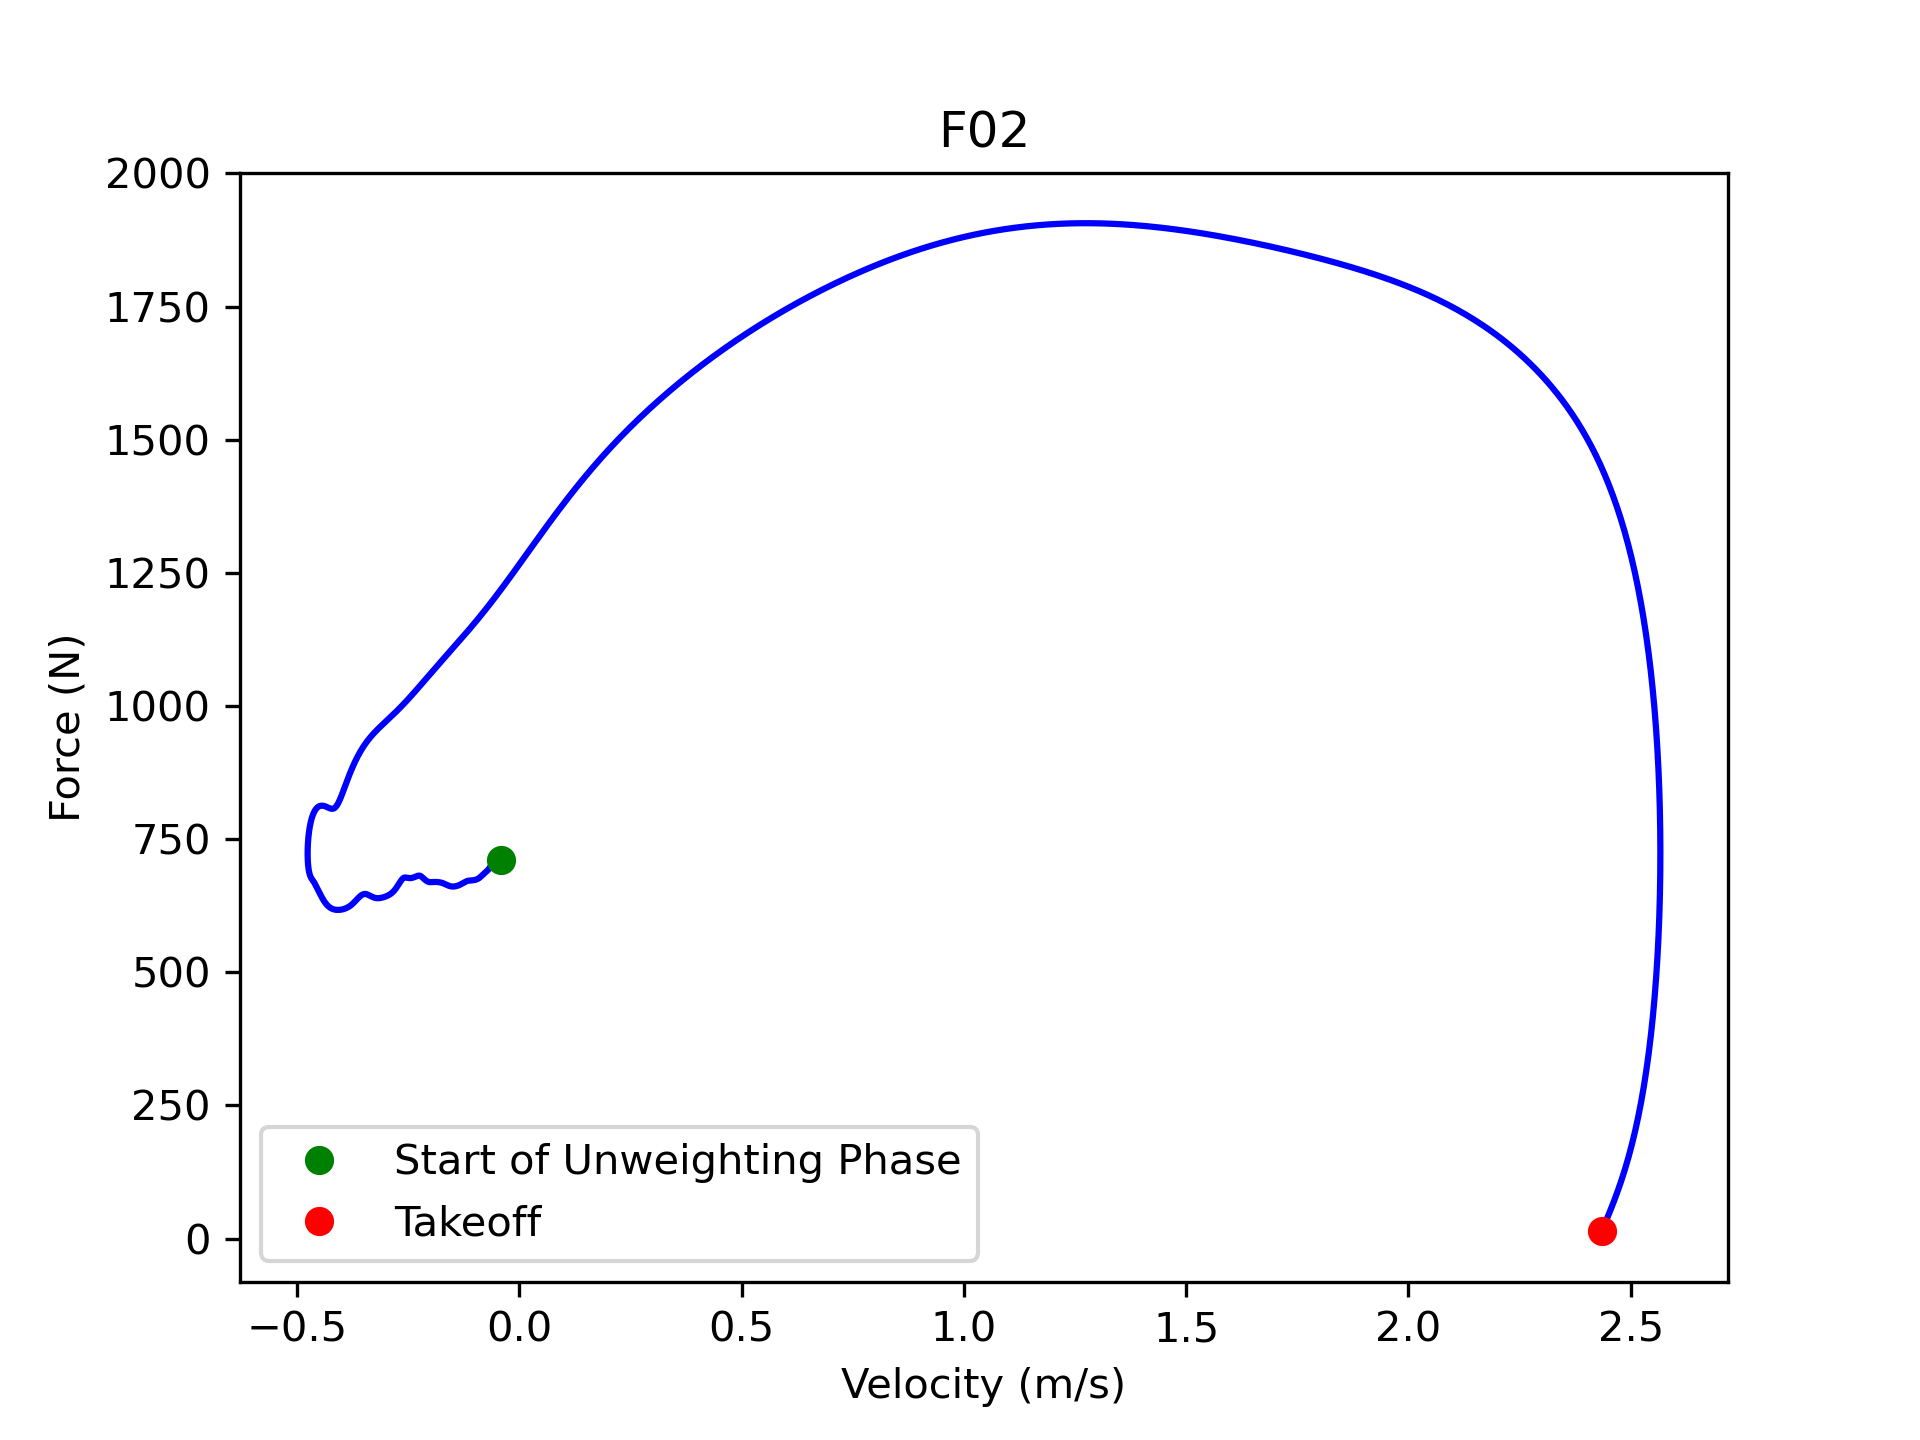 F02
2000
1750
1500
1250
1000
750
500
250
0
Force (N)
Start of Unweighting Phase
Takeoff
−0.5 0.0 0.5 1.0 1.5 2.0 2.5
Velocity (m/s)